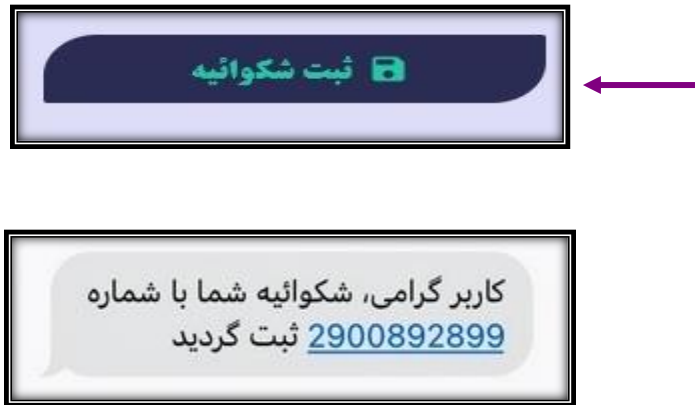 ثبت شکوائیه
کاربر گرامی، شکوائیه شما با شماره
2900892899 ثبت گردید